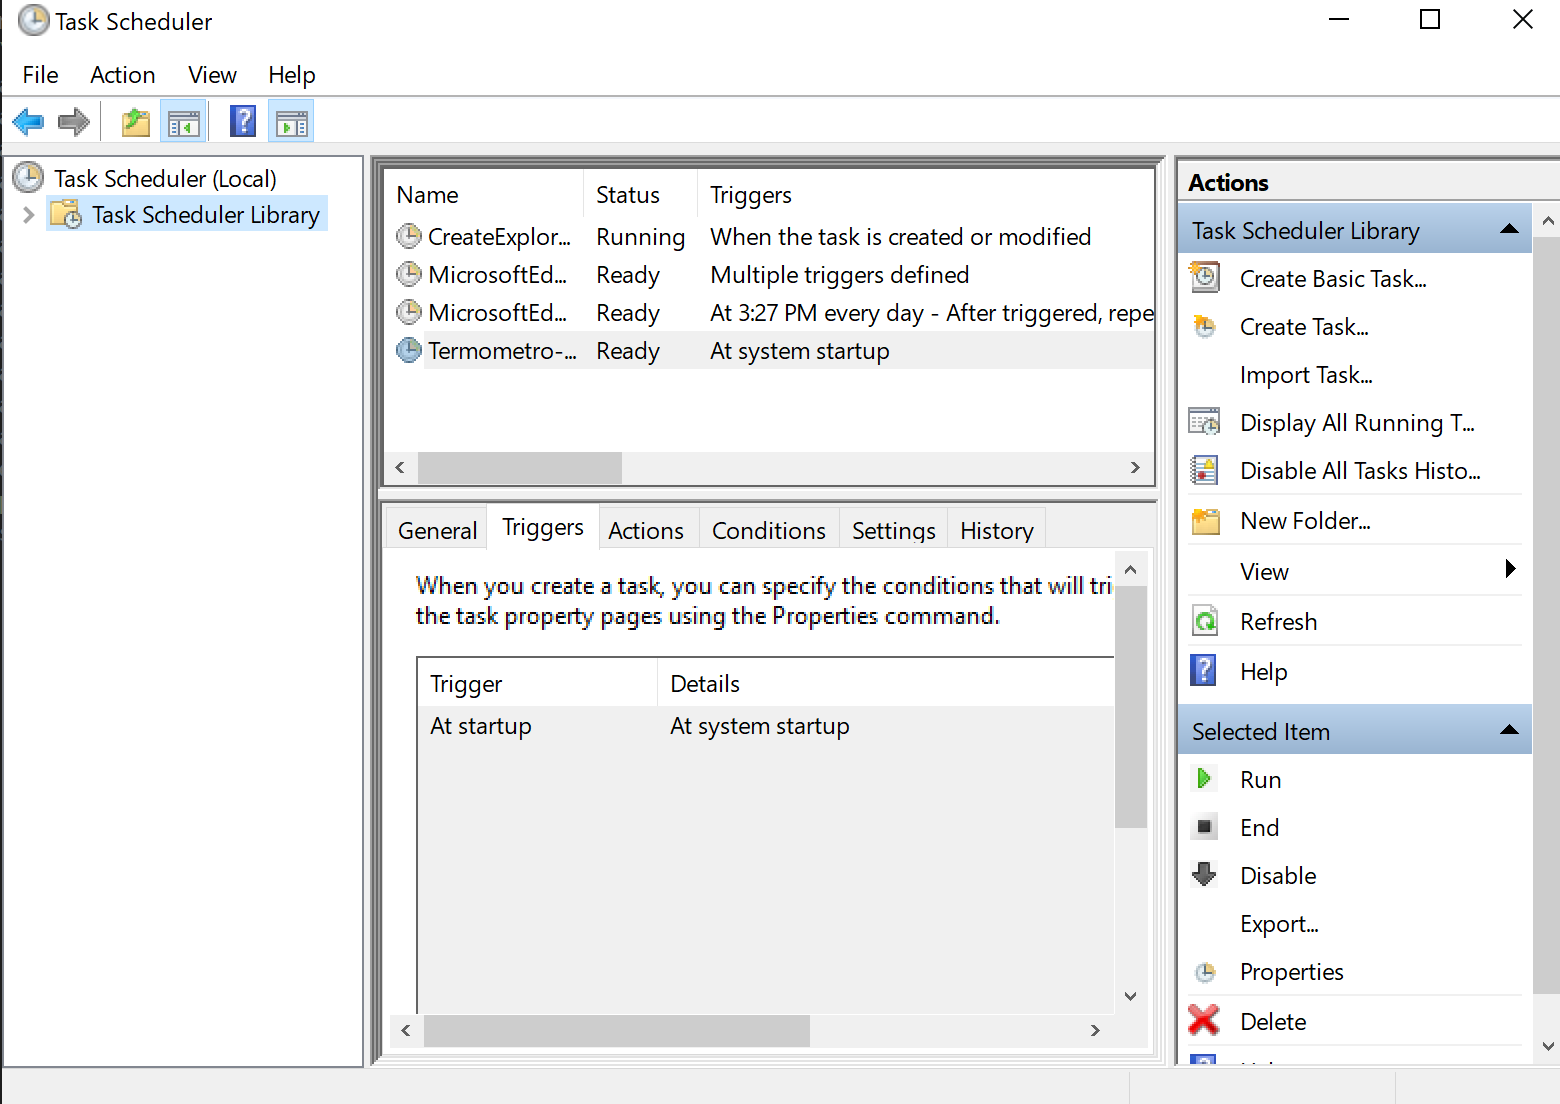 Task Scheduler
File Action View Help
Task Scheduler (Local)
Task Scheduler Library
Name Status Triggers
CreateExplor... Running When the task is created or modified
MicrosoftEd... Ready Multiple triggers defined
MicrosoftEd... Ready At 3:27 PM every day - After triggered, repe
Termometro-... Ready At system startup
General Triggers Actions Conditions Settings History
When you create a task, you can specify the conditions that will tri
the task property pages using the Properties command.
Trigger Details
At startup At system startup
Actions
Task Scheduler Library
Create Basic Task...
Create Task...
Import Task...
Display All Running T...
Disable All Tasks Histo...
New Folder...
View
Refresh
Help
Selected Item
Run
End
Disable
Export...
Properties
Delete